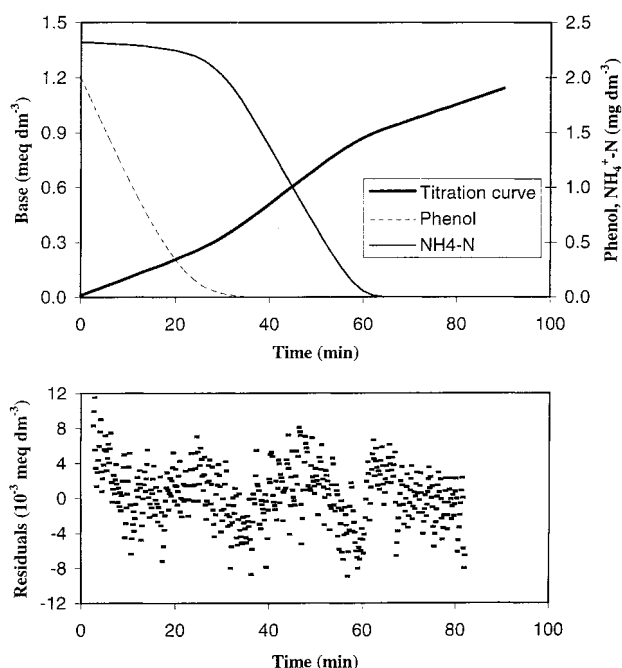 1.5
1.2
0.9
0.6
0.3
0.0
Base (meq dm-3)
2.5
2.0
1.5
1.0
0.5
0.0
Phenol, NH4+-N (mg dm-3)
Titration curve
Phenol
NH4-N
0 20 40 60 80 100
Time (min)
12
8
4
0
-4
-8
-12
Residuals (10-3 meq dm-3)
0 20 40 60 80 100
Time (min)